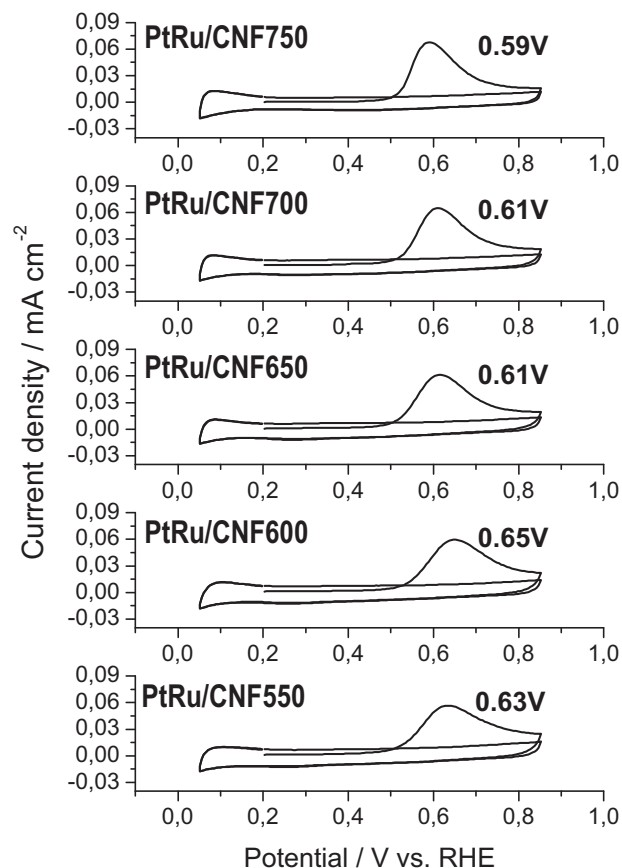 Current density / mA cm-2
0,09
0,06
0,03
0,00
-0,03
PtRu/CNF750
0.59V
0,0 0,2 0,4 0,6 0,8 1,0
0,09
0,06
0,03
0,00
-0,03
PtRu/CNF700
0.61V
0,0 0,2 0,4 0,6 0,8 1,0
0,09
0,06
0,03
0,00
-0,03
PtRu/CNF650
0.61V
0,0 0,2 0,4 0,6 0,8 1,0
0,09
0,06
0,03
0,00
-0,03
PtRu/CNF600
0.65V
0,0 0,2 0,4 0,6 0,8 1,0
0,09
0,06
0,03
0,00
-0,03
PtRu/CNF550
0.63V
0,0 0,2 0,4 0,6 0,8 1,0
Potential / V vs. RHE